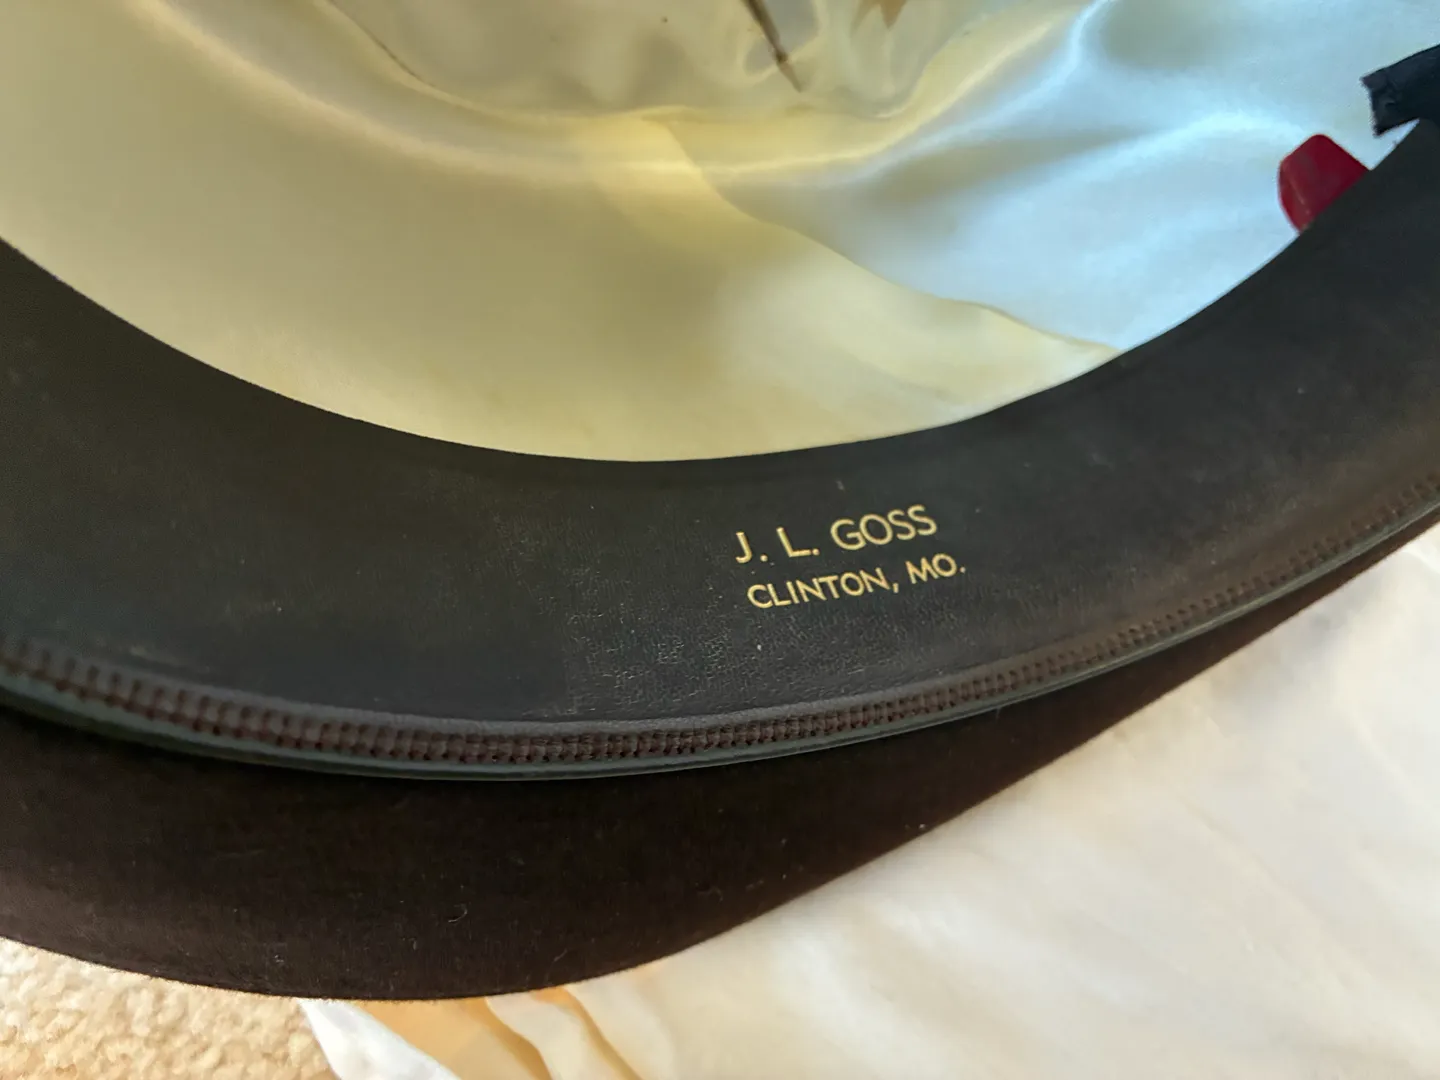 J. L. GOSS
CLINTON, MO.